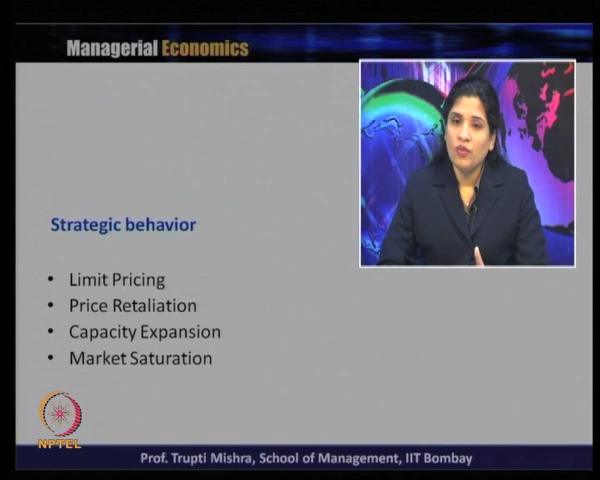 Managerial Economics
Strategic behavior
• Limit Pricing
• Price Retaliation
• Capacity Expansion
• Market Saturation
NPTEL
Prof. Trupti Mishra, School of Management, IIT Bombay